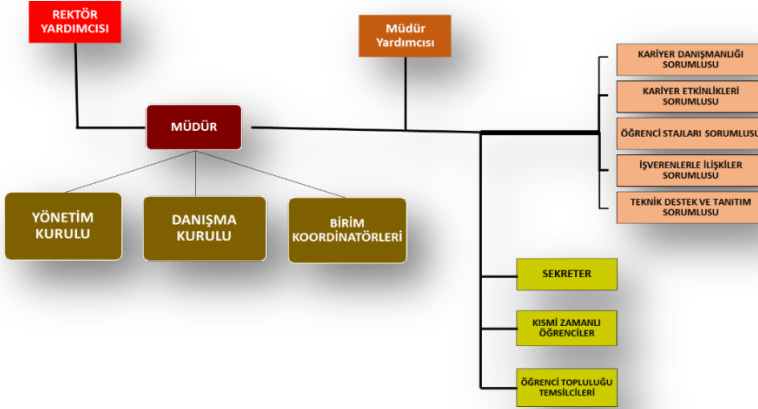 REKTÖR
YARDIMCISI
Müdür
Yardımcısı
MÜDÜR
YÖNETİM
KURULU
DANIŞMA
KURULU
BİRİM
KOORDİNATÖRLERİ
KARİYER DANIŞMANLIĞI
SORUMLUSU
KARİYER ETKİNLİKLERİ
SORUMLUSU
ÖĞRENCİ STAJLARI SORUMLUSU
İŞVERENLERLE İLİŞKİLER
SORUMLUSU
TEKNİK DESTEK VE TANITIM
SORUMLUSU
SEKRETER
KISMİ ZAMANLI
ÖĞRENCİLER
ÖĞRENCİ TOPLULUĞU
TEMSİLCİLERİ